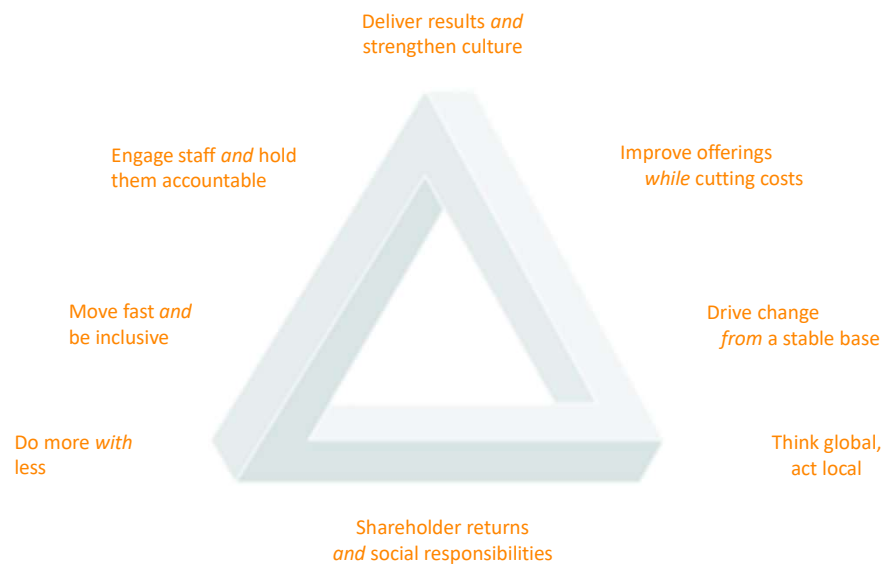 Deliver results and
strengthen culture
Engage staff and hold
them accountable
Improve offerings
while cutting costs
Move fast and
be inclusive
Drive change
from a stable base
Do more with
less
Think global,
act local
Shareholder returns
and social responsibilities